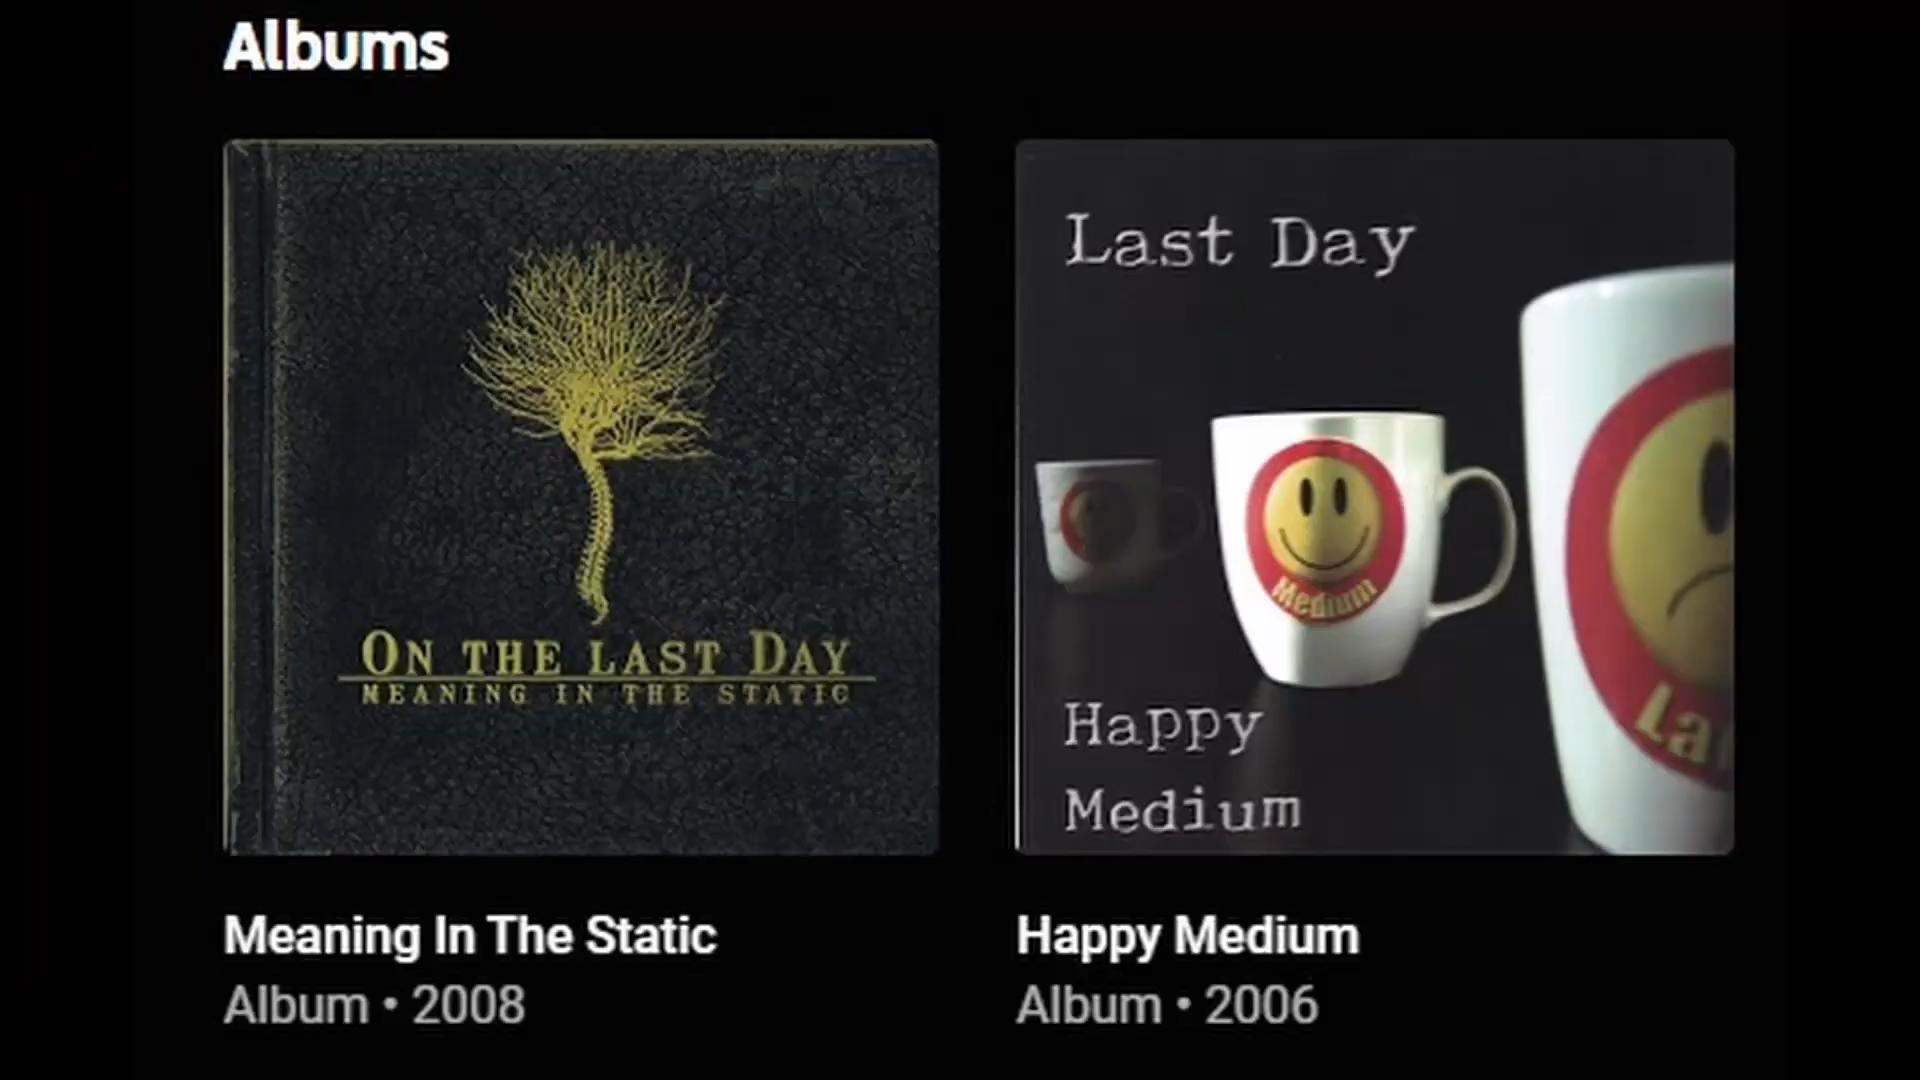 Albums
On the last Day
Meaning in the Static
Last Day
Medium
Happy
Medium
Meaning In The Static
Album • 2008
Happy Medium
Album • 2006